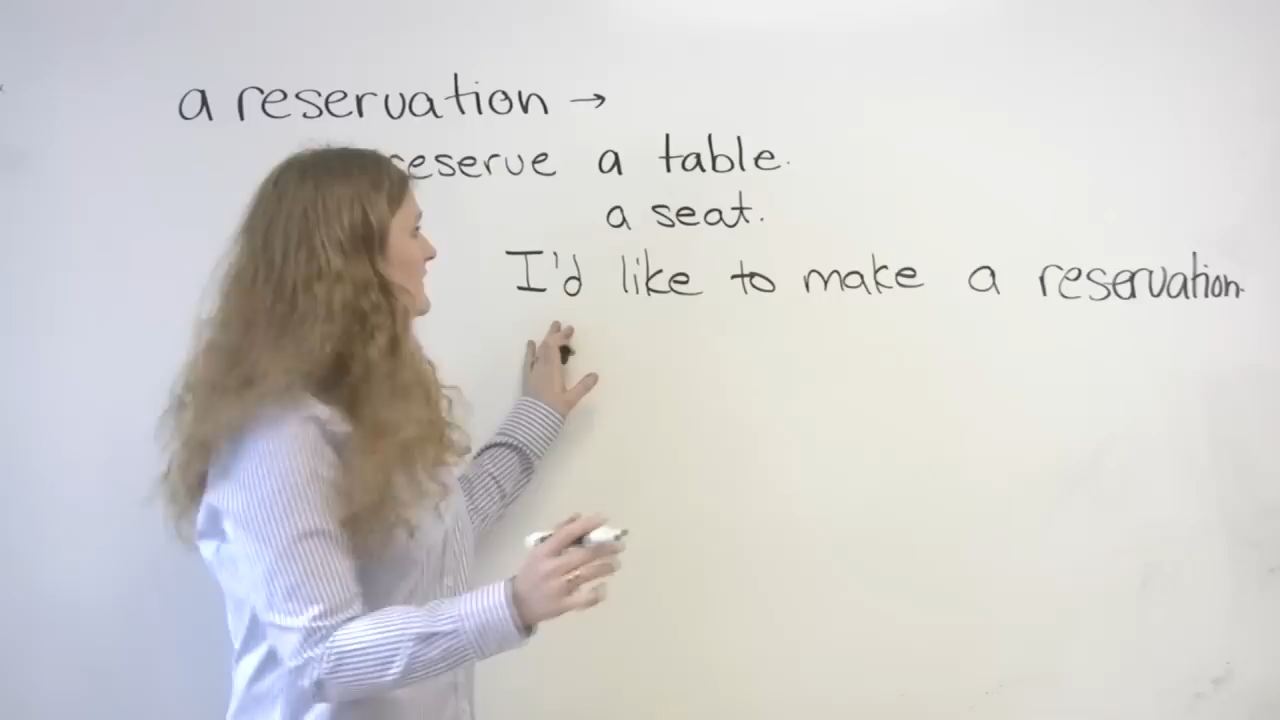 a reservation →
reserve a table.
a seat.
I'd like to make a reservation.